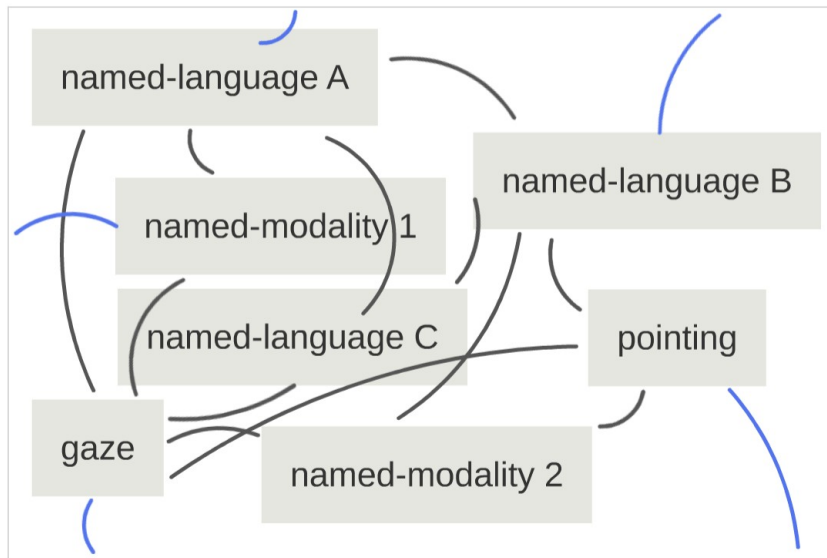 named-language A
named-language B
named-modality 1
named-language C
pointing
gaze
named-modality 2